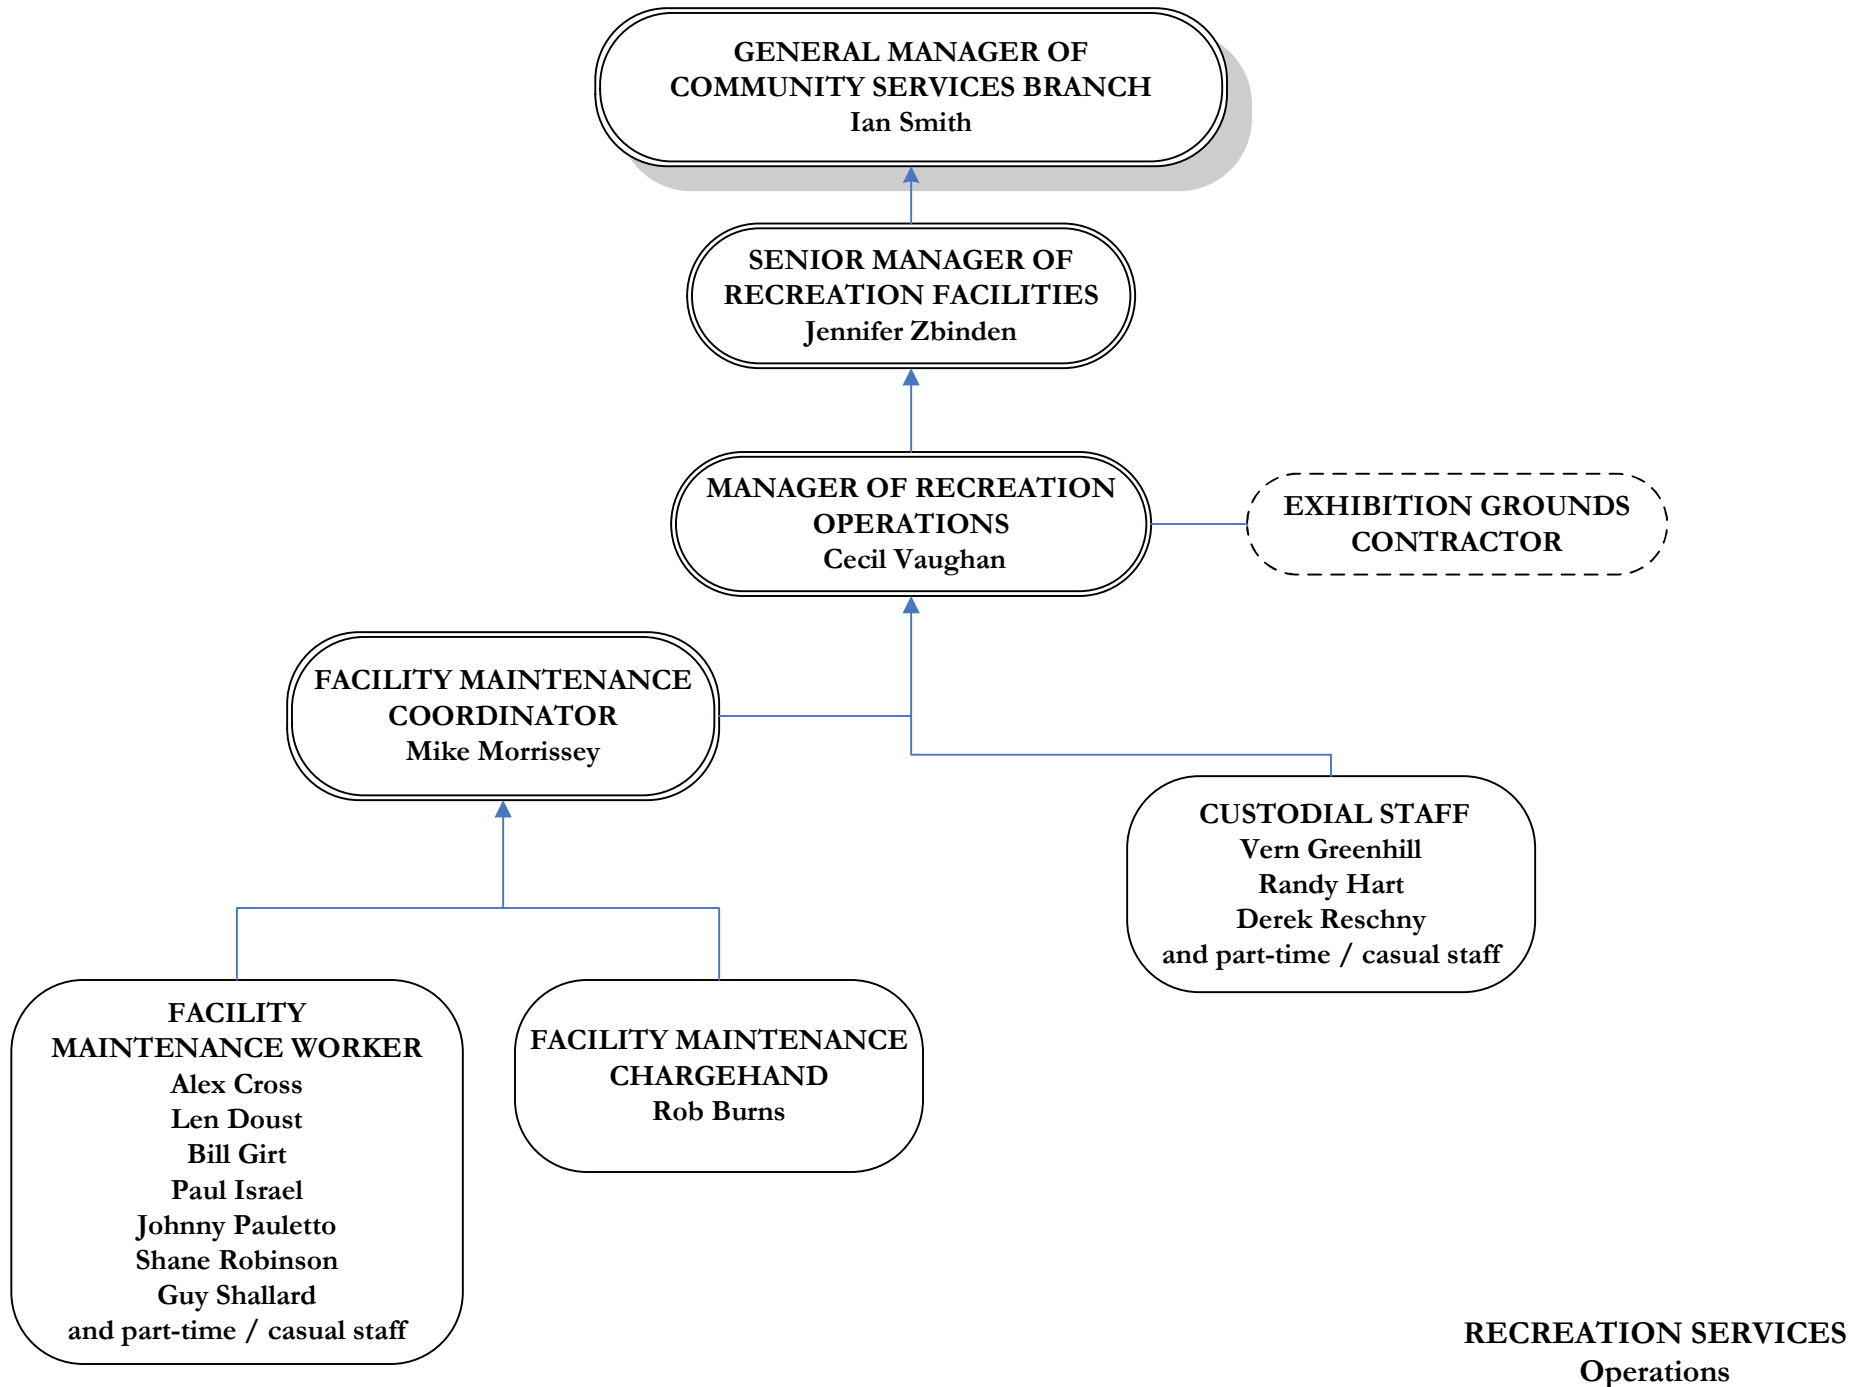 GENERAL MANAGER OF
COMMUNITY SERVICES BRANCH
Ian Smith
SENIOR MANAGER OF
RECREATION FACILITIES
Jennifer Zbinden
MANAGER OF RECREATION
OPERATIONS
Cecil Vaughan
EXHIBITION GROUNDS
CONTRACTOR
FACILITY MAINTENANCE
COORDINATOR
Mike Morrissey
CUSTODIAL STAFF
Vern Greenhill
Randy Hart
Derek Reschny
and part-time / casual staff
FACILITY
MAINTENANCE WORKER
Alex Cross
Len Doust
Bill Girt
Paul Israel
Johnny Pauletto
Shane Robinson
Guy Shallard
and part-time / casual staff
FACILITY MAINTENANCE
CHARGEHAND
Rob Burns
RECREATION SERVICES
Operations